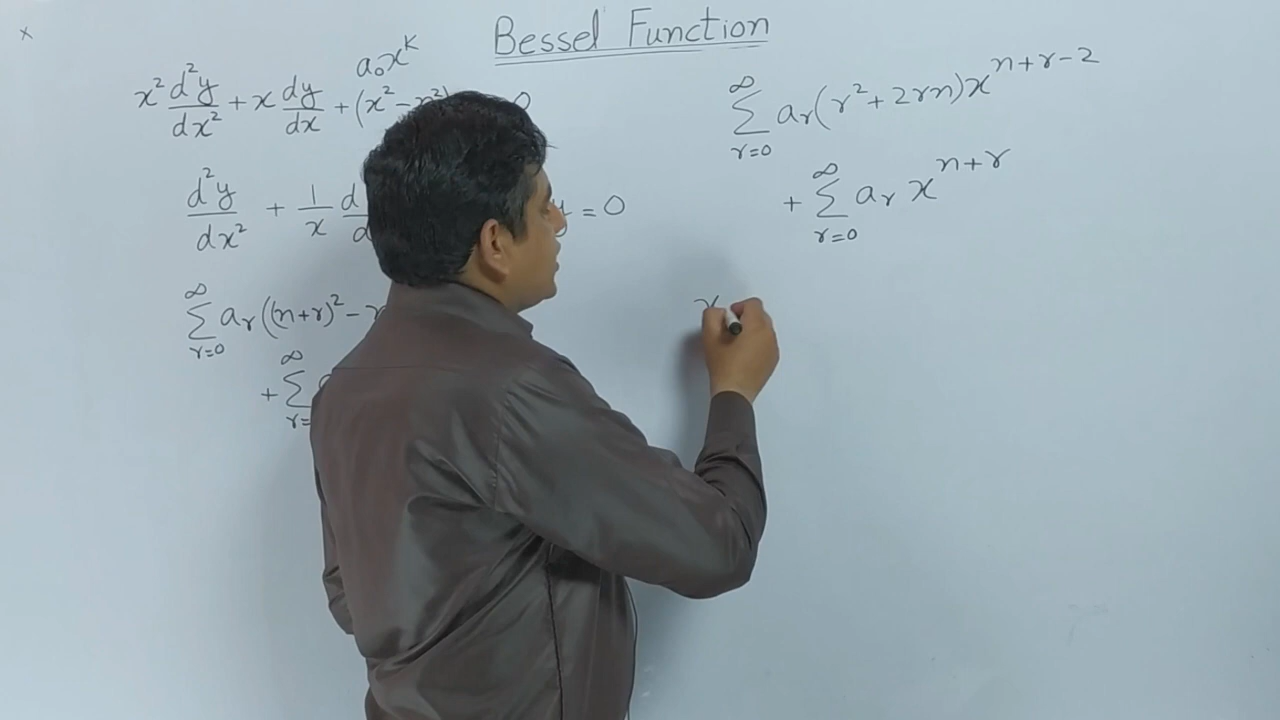 Bessel Function
a₀x^k
x² d²y/dx² + x dy/dx + (x² - n²) = 0
d²y/dx² + 1/x d = 0
∑_{r=0}^{∞} a_r((n+r)² -
+ ∑^{∞}_{r=
∑_{r=0}^{∞} a_r(r²+2rn)x^{n+r-2}
+ ∑_{r=0}^{∞} a_r x^{n+r}
x